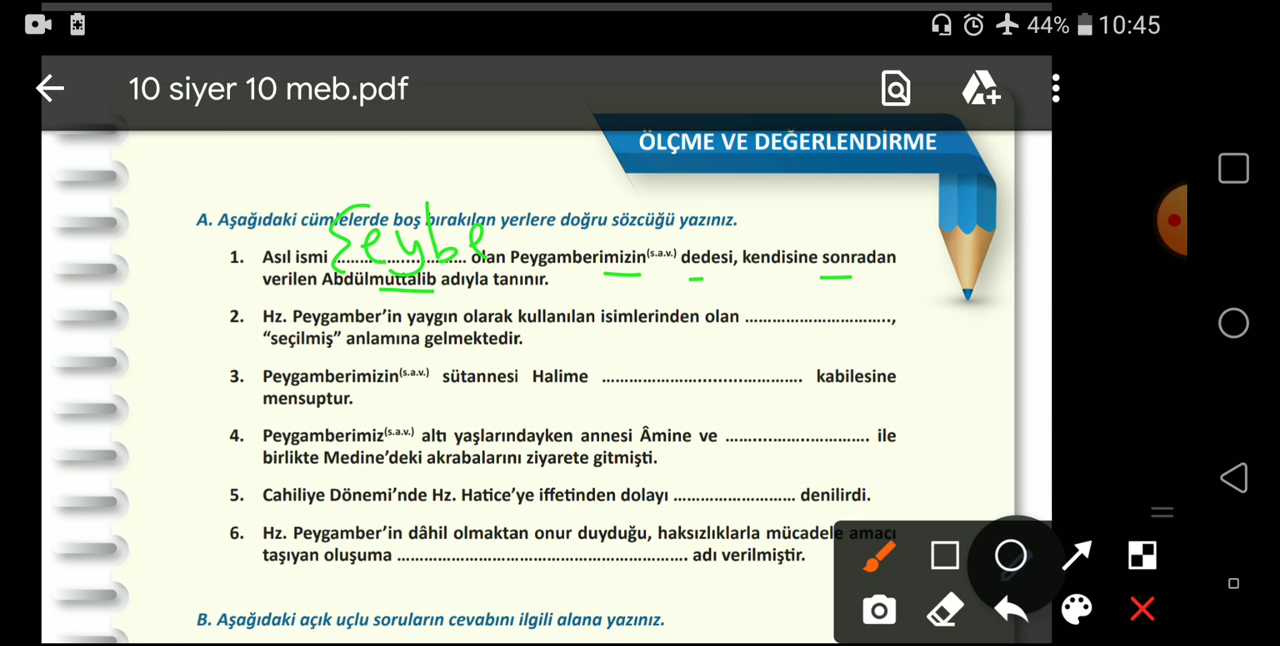 44% 10:45
10 siyer 10 meb.pdf
ÖLÇME VE DEĞERLENDİRME
A. Aşağıdaki cümlelerde boş bırakılan yerlere doğru sözcüğü yazınız.
Şeybe
1. Asıl ismi ........................ olan Peygamberimizin(s.a.v.) dedesi, kendisine sonradan
verilen Abdülmuttalib adıyla tanınır.
2. Hz. Peygamber'in yaygın olarak kullanılan isimlerinden olan ..............................,
"seçilmiş" anlamına gelmektedir.
3. Peygamberimizin(s.a.v.) sütannesi Halime .................................... kabilesine
mensuptur.
4. Peygamberimiz(s.a.v.) altı yaşlarındayken annesi Âmine ve .......................... ile
birlikte Medine'deki akrabalarını ziyarete gitmişti.
5. Cahiliye Dönemi'nde Hz. Hatice'ye iffetinden dolayı .......................... denilirdi.
6. Hz. Peygamber'in dâhil olmaktan onur duyduğu, haksızlıklarla mücadele amacı
taşıyan oluşuma ............................................................ adı verilmiştir.
B. Aşağıdaki açık uçlu soruların cevabını ilgili alana yazınız.